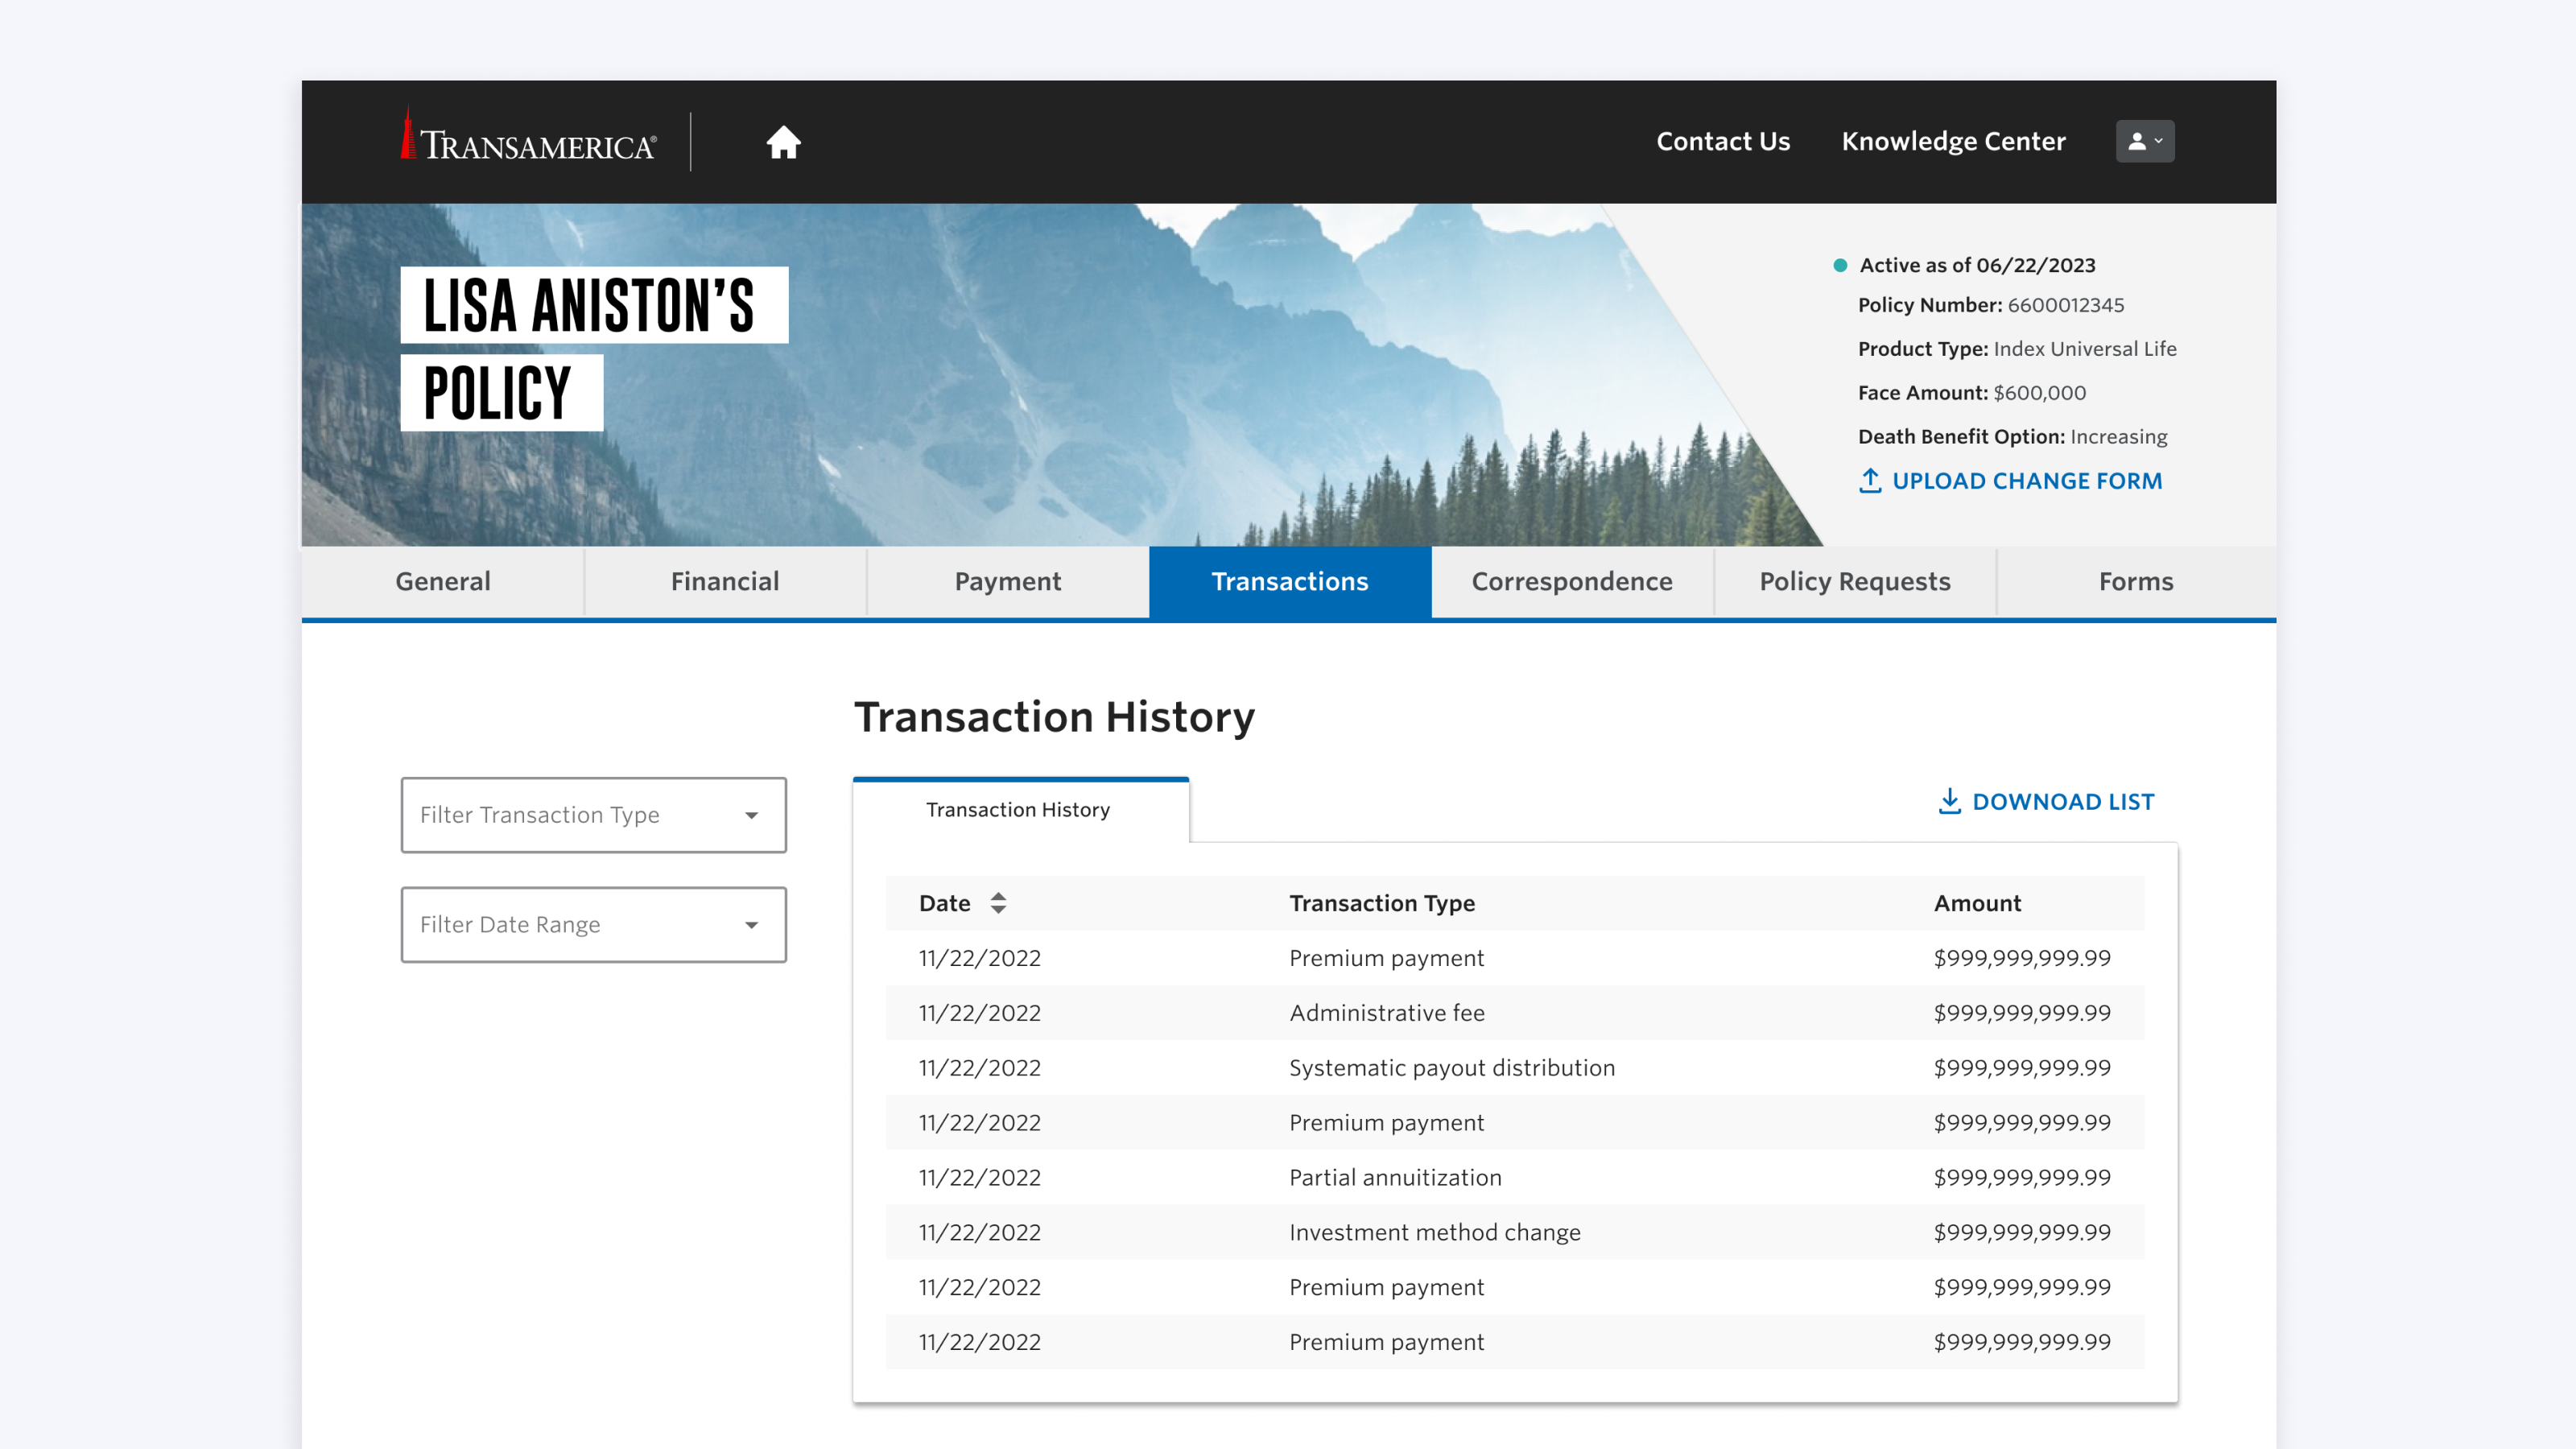 TRANSAMERICA®
Contact Us
Knowledge Center
LISA ANISTON’S
POLICY
Active as of 06/22/2023
Policy Number: 6600012345
Product Type: Index Universal Life
Face Amount: $600,000
Death Benefit Option: Increasing
UPLOAD CHANGE FORM
General
Financial
Payment
Transactions
Correspondence
Policy Requests
Forms
Transaction History
Filter Transaction Type
Filter Date Range
Transaction History
DOWNOAD LIST
Date Transaction Type Amount
11/22/2022 Premium payment $999,999,999.99
11/22/2022 Administrative fee $999,999,999.99
11/22/2022 Systematic payout distribution $999,999,999.99
11/22/2022 Premium payment $999,999,999.99
11/22/2022 Partial annuitization $999,999,999.99
11/22/2022 Investment method change $999,999,999.99
11/22/2022 Premium payment $999,999,999.99
11/22/2022 Premium payment $999,999,999.99